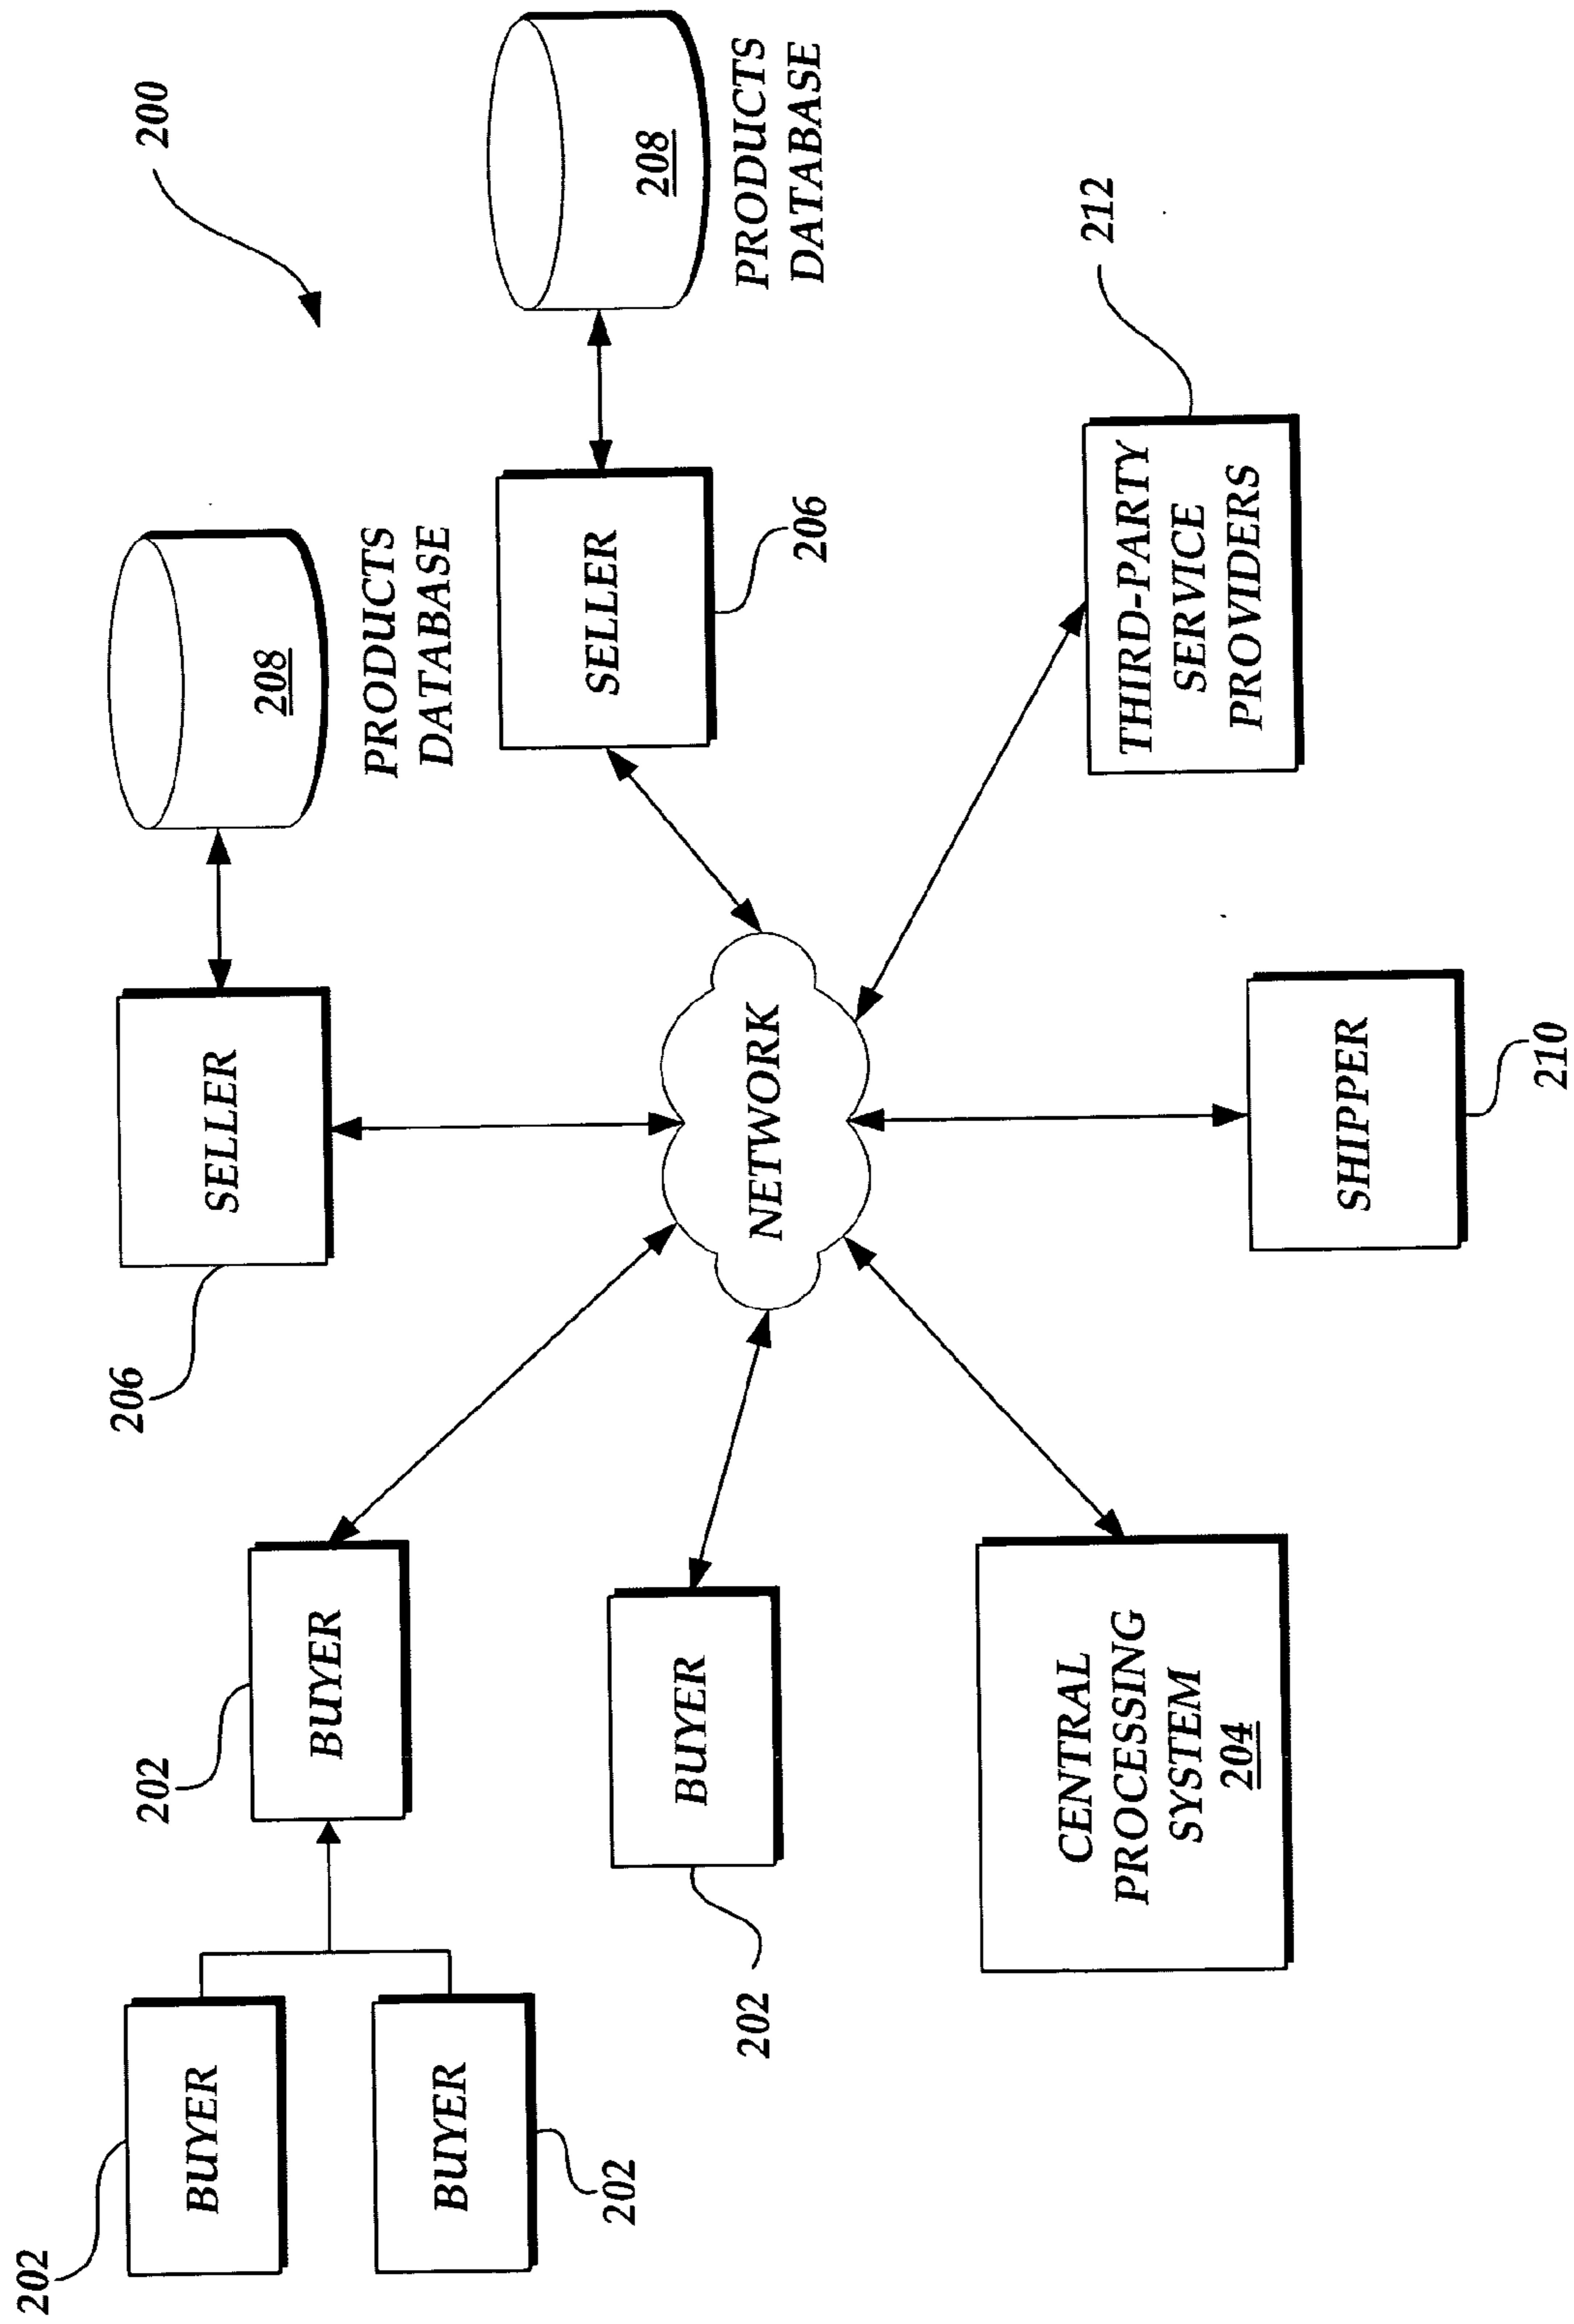 200
208
PRODUCTS
DATABASE
208
PRODUCTS
DATABASE
206
SELLER
SELLER
206
202
BUYER
202
BUYER
202
BUYER
BUYER
202
NETWORK
CENTRAL
PROCESSING
SYSTEM
204
SHIPPER
210
THIRD-PARTY
SERVICE
PROVIDERS
212